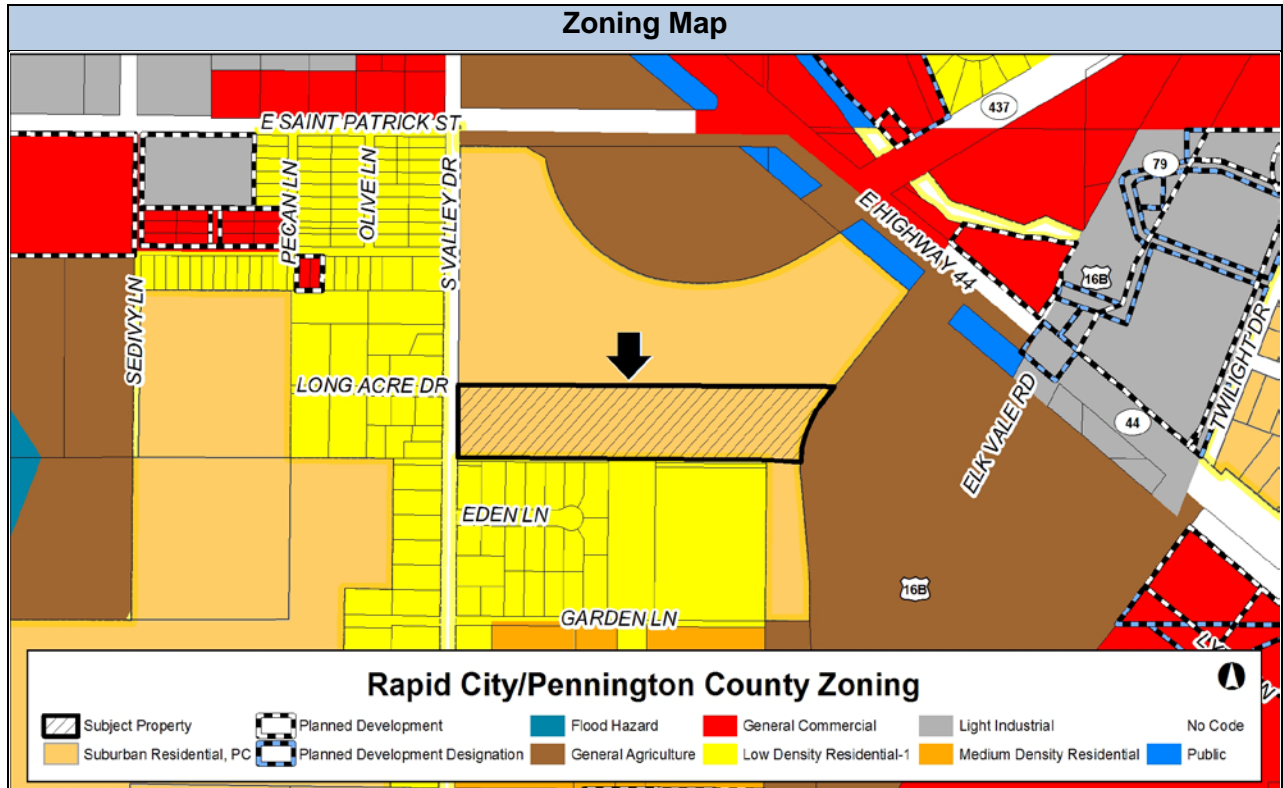 Zoning Map
E SAINT PATRICK ST
437
PECAN LN
OLIVE LN
S VALLEY DR
79
E HIGHWAY 44
16B
SEDIVY LN
TWILIGHT DR
LONG ACRE DR
ELK VALE RD
44
EDEN LN
16B
GARDEN LN
Rapid City/Pennington County Zoning
Subject Property
Planned Development
Flood Hazard
General Commercial
Light Industrial
No Code
Suburban Residential, PC
Planned Development Designation
General Agriculture
Low Density Residential-1
Medium Density Residential
Public